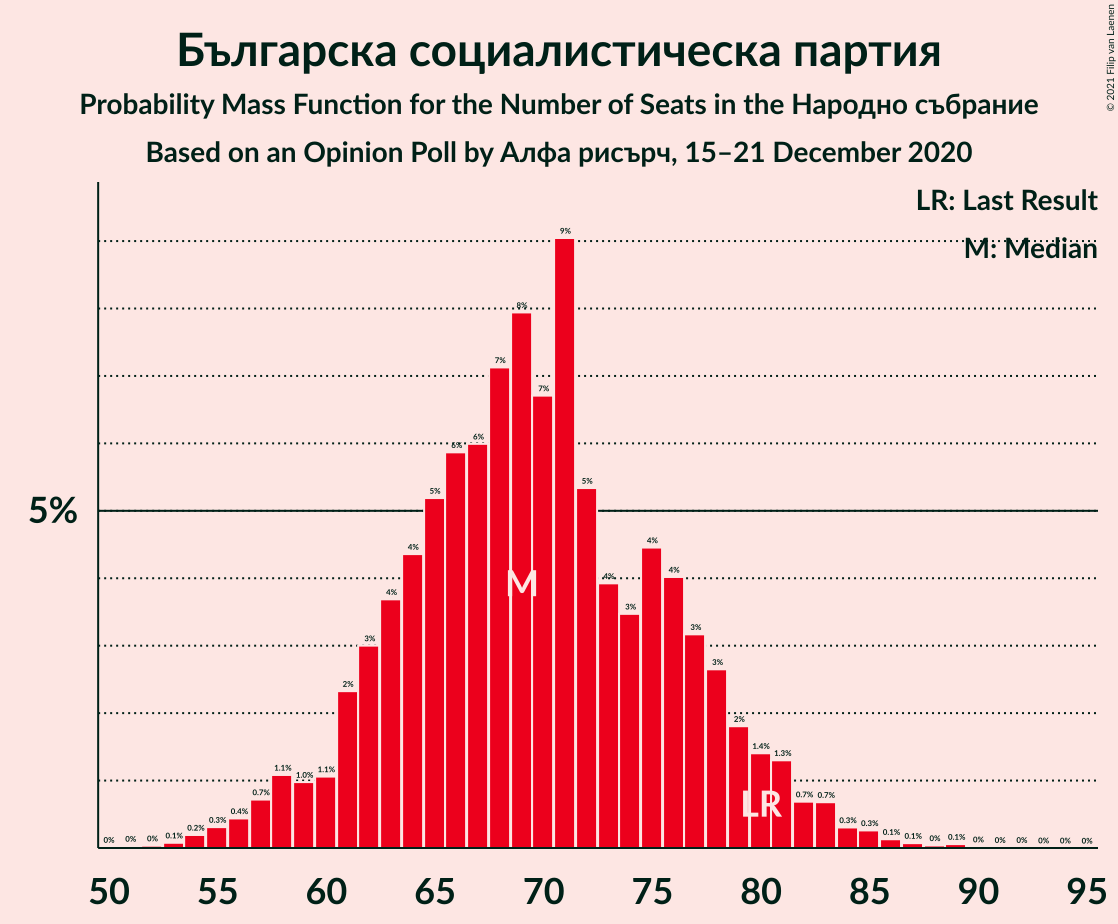 Българска социалистическа партия
Probability Mass Function for the Number of Seats in the Народно събрание
Based on an Opinion Poll by Алфа рисърч, 15–21 December 2020
© 2021 Filip van Laenen
LR: Last Result
M: Median
5%
0% 0% 0% 0.1% 0.2% 0.3% 0.4% 0.7% 1.1% 1.0% 1.1% 2% 3% 4% 4% 5% 6% 6% 7% 8% 7% 9% 5% 4% 3% 4% 4% 3% 3% 2% 1.4% 1.3% 0.7% 0.7% 0.3% 0.3% 0.1% 0.1% 0% 0.1% 0% 0% 0% 0% 0% 0%
M
LR
50 55 60 65 70 75 80 85 90 95